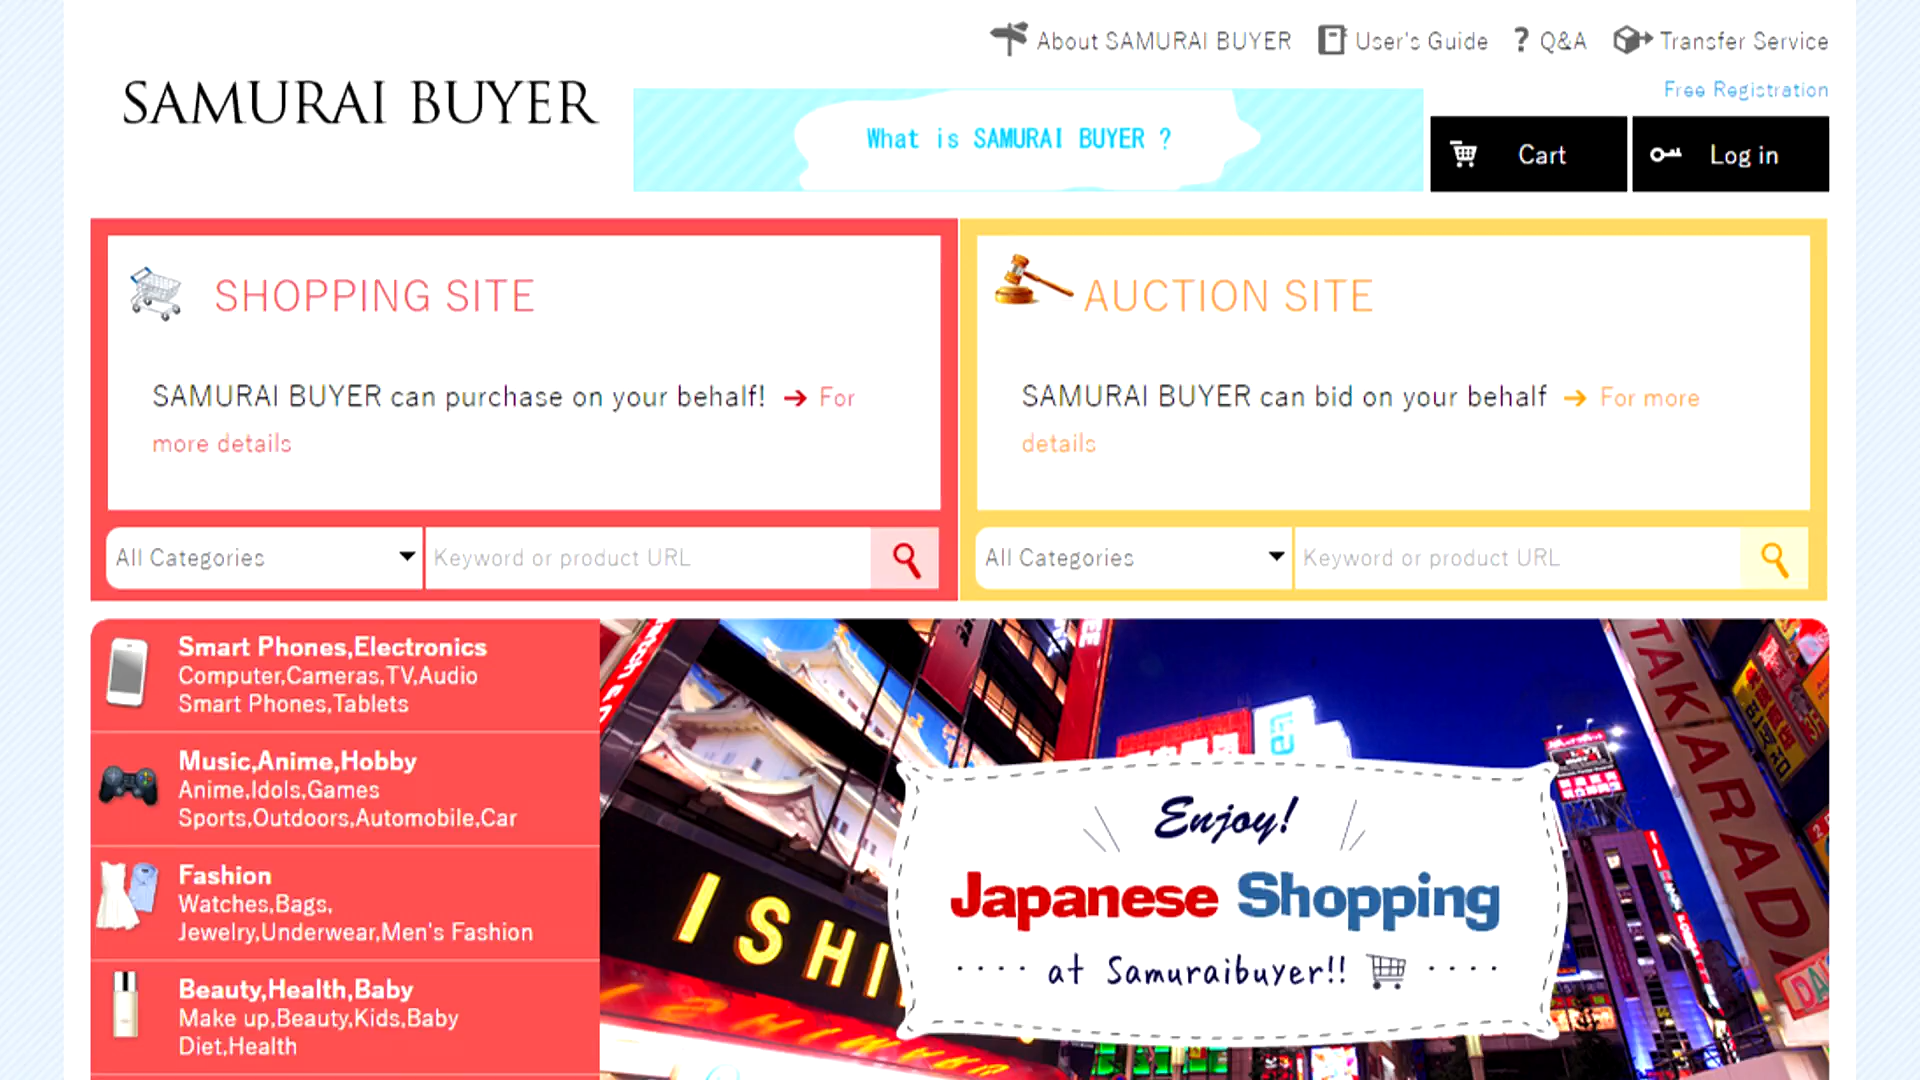 About SAMURAI BUYER
User's Guide
? Q&A
Transfer Service
Free Registration
SAMURAI BUYER
What is SAMURAI BUYER ?
Cart
Log in
SHOPPING SITE
SAMURAI BUYER can purchase on your behalf! → For
more details
All Categories
Keyword or product URL
AUCTION SITE
SAMURAI BUYER can bid on your behalf → For more
details
All Categories
Keyword or product URL
Smart Phones,Electronics
Computer,Cameras,TV,Audio
Smart Phones,Tablets
Music,Anime,Hobby
Anime,Idols,Games
Sports,Outdoors,Automobile,Car
Fashion
Watches,Bags,
Jewelry,Underwear,Men's Fashion
Beauty,Health,Baby
Make up,Beauty,Kids,Baby
Diet,Health
Enjoy!
Japanese Shopping
at Samuraibuyer!!
ISHI
TAKARADA